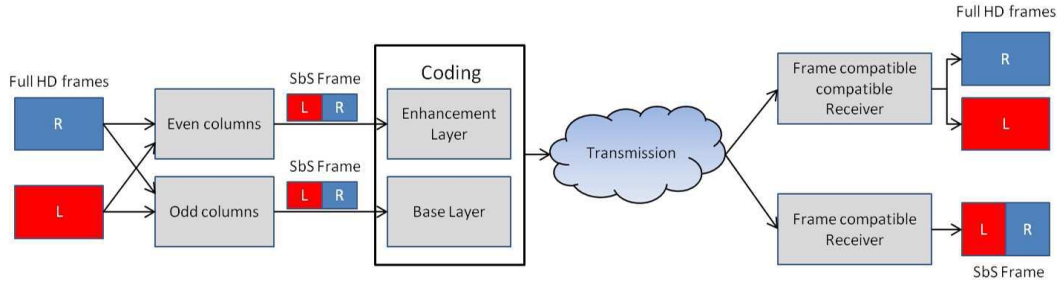 Full HD frames
R
L
Even columns
Odd columns
SbS Frame
L R
SbS Frame
L R
Coding
Enhancement
Layer
Base Layer
Transmission
Frame compatible
compatible
Receiver
Frame compatible
Receiver
Full HD frames
R
L
L R
SbS Frame